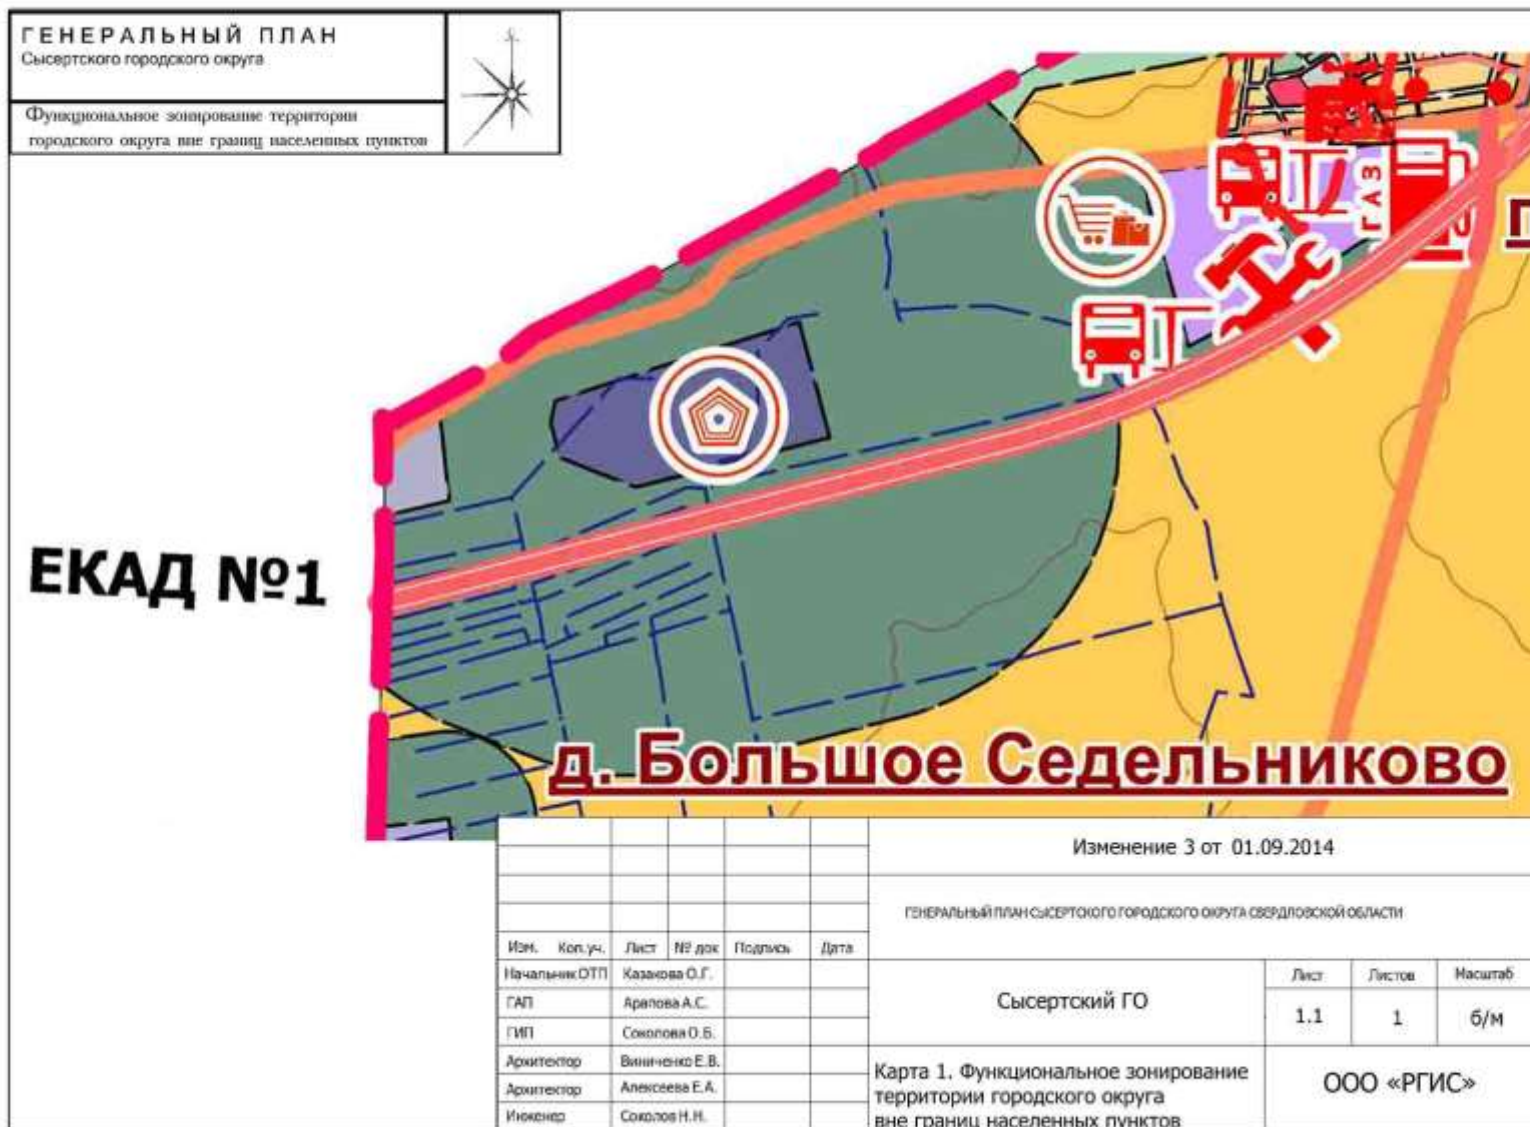 ГЕНЕРАЛЬНЫЙ ПЛАН
Сысертского городского округа
Функциональное зонирование территории
городского округа вне границ населенных пунктов
ГАЗ
П
ЕКАД №1
д. Большое Седельниково
Изменение 3 от 01.09.2014
ГЕНЕРАЛЬНЫЙ ПЛАН СЫСЕРТСКОГО ГОРОДСКОГО ОКРУГА СВЕРДЛОВСКОЙ ОБЛАСТИ
Изм. Кол.уч. Лист № док Подпись Дата
Начальник ОТП Казакова О.Г.
ГАП Арапова А.С.
ГИП Соколова О.Б.
Архитектор Виниченко Е.В.
Архитектор Алексеева Е.А.
Инженер Соколов Н.Н.
Сысертский ГО
Лист Листов Масштаб
1.1 1 б/м
Карта 1. Функциональное зонирование
территории городского округа
вне границ населенных пунктов
ООО «РГИС»